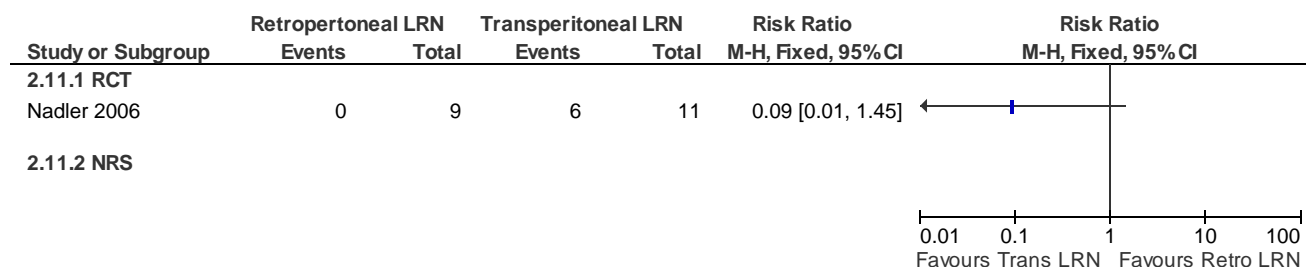 Retropertoneal LRN Transperitoneal LRN Risk Ratio Risk Ratio
Study or Subgroup Events Total Events Total M-H, Fixed, 95% CI M-H, Fixed, 95% CI
2.11.1 RCT
Nadler 2006 0 9 6 11 0.09 [0.01, 1.45]
2.11.2 NRS
0.01 0.1 1 10 100
Favours Trans LRN Favours Retro LRN